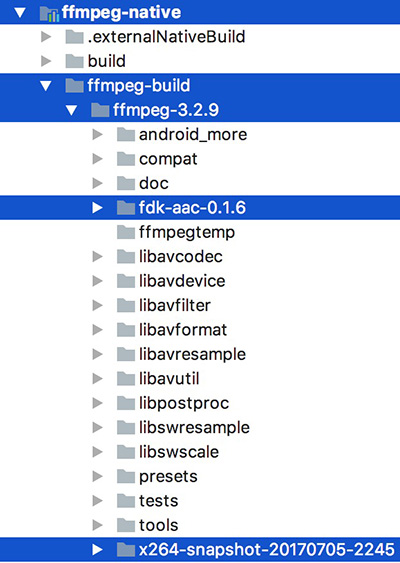 ffmpeg-native
.externalNativeBuild
build
ffmpeg-build
ffmpeg-3.2.9
android_more
compat
doc
fdk-aac-0.1.6
ffmpegtemp
libavcodec
libavdevice
libavfilter
libavformat
libavresample
libavutil
libpostproc
libswresample
libswscale
presets
tests
tools
x264-snapshot-20170705-2245